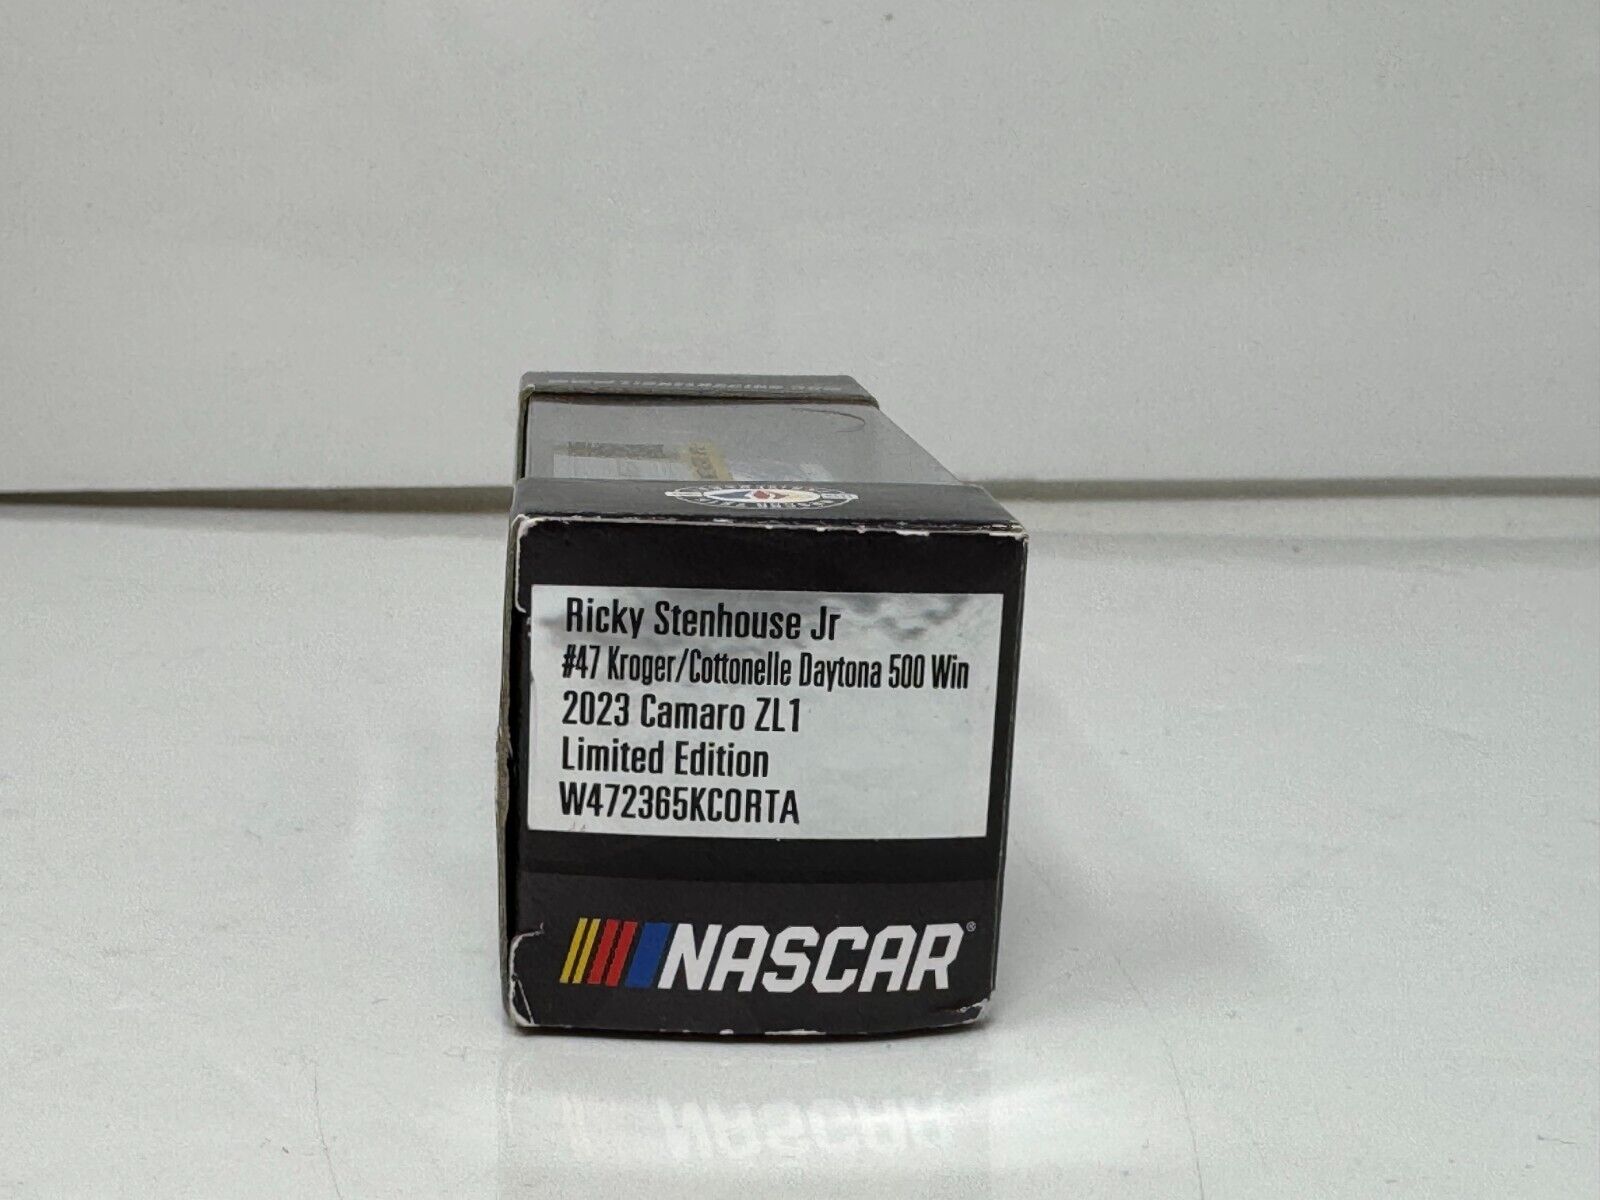 Ricky Stenhouse Jr
#47 Kroger/Cottonelle Daytona 500 Win
2023 Camaro ZL1
Limited Edition
W472365KCORTA
NASCAR®